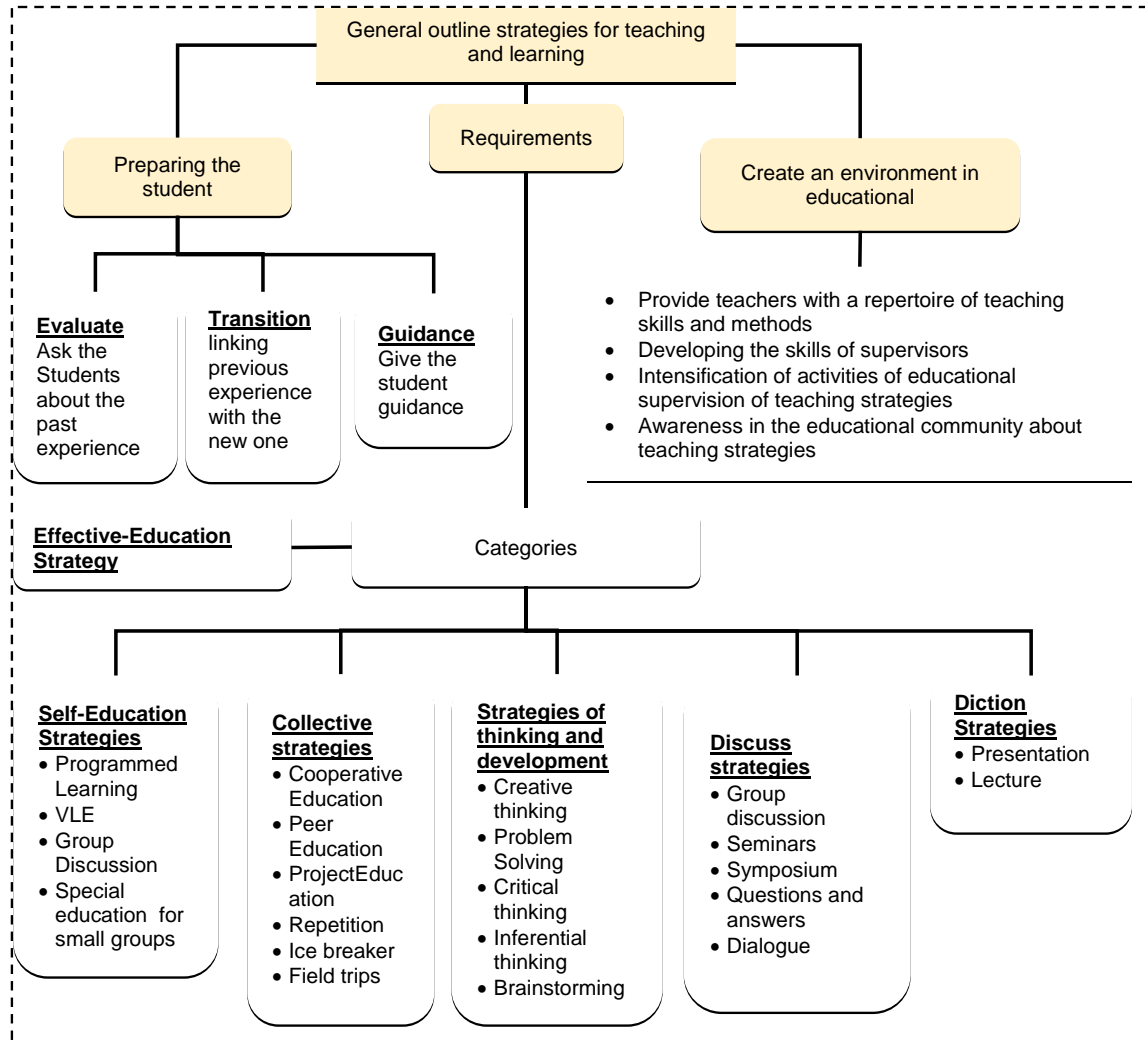 General outline strategies for teaching
and learning
Requirements
Preparing the
student
Create an environment in
educational
Evaluate
Ask the
Students
about the
past
experience
Transition
linking
previous
experience
with the
new one
Guidance
Give the
student
guidance
• Provide teachers with a repertoire of teaching
skills and methods
• Developing the skills of supervisors
• Intensification of activities of educational
supervision of teaching strategies
• Awareness in the educational community about
teaching strategies
Effective-Education
Strategy
Categories
Self-Education
Strategies
• Programmed
Learning
• VLE
• Group
Discussion
• Special
education for
small groups
Collective
strategies
• Cooperative
Education
• Peer
Education
• ProjectEduc
ation
• Repetition
• Ice breaker
• Field trips
Strategies of
thinking and
development
• Creative
thinking
• Problem
Solving
• Critical
thinking
• Inferential
thinking
• Brainstorming
Discuss
strategies
• Group
discussion
• Seminars
• Symposium
• Questions and
answers
• Dialogue
Diction
Strategies
• Presentation
• Lecture